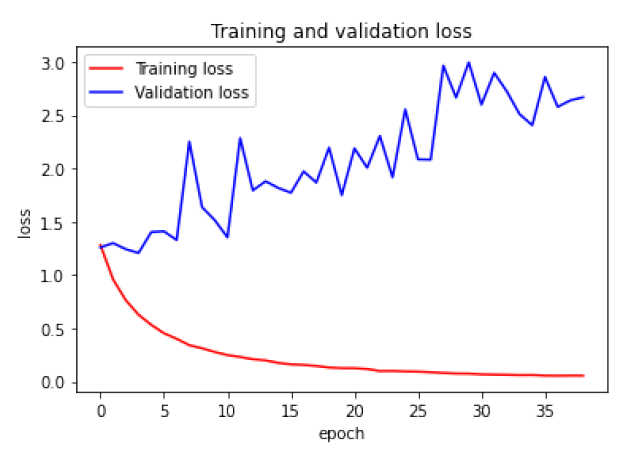 Training and validation loss
Training loss
Validation loss
3.0
2.5
2.0
1.5
1.0
0.5
0.0
loss
0 5 10 15 20 25 30 35
epoch